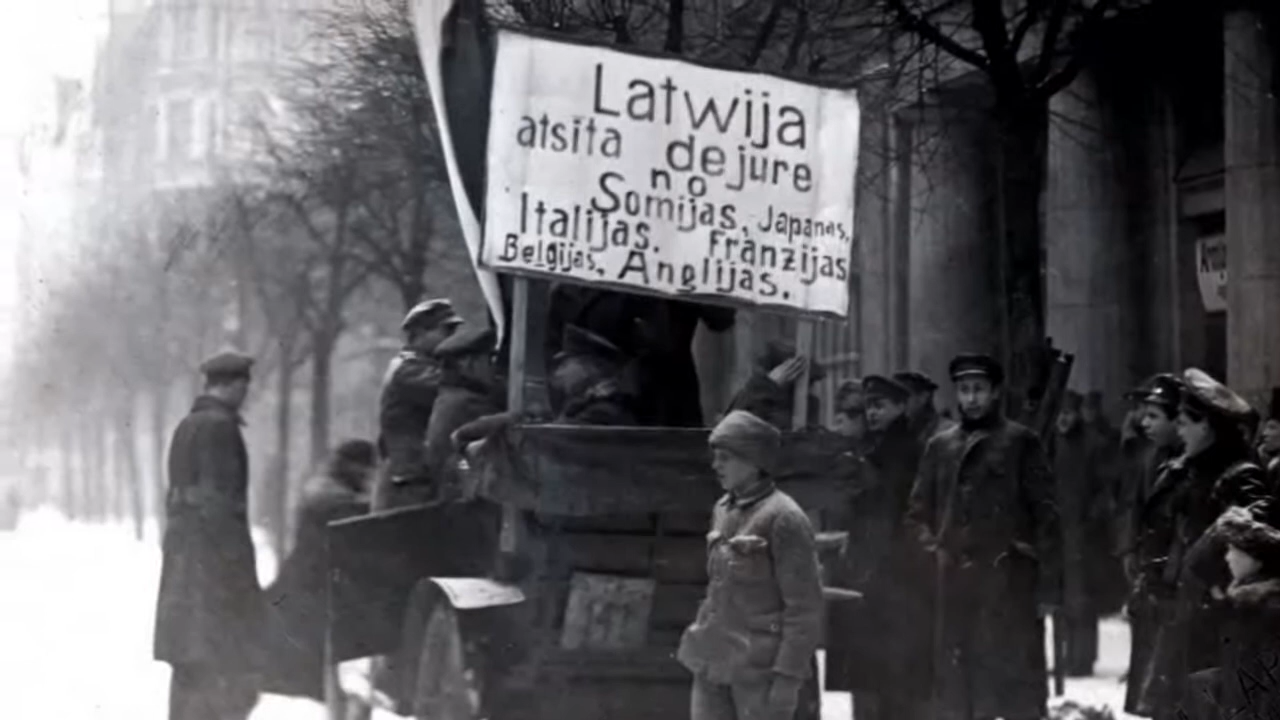 Latwija
atsita dejure
no
Somijas, Japanas,
Italijas. Franzijas
Belgijas, Anglijas.